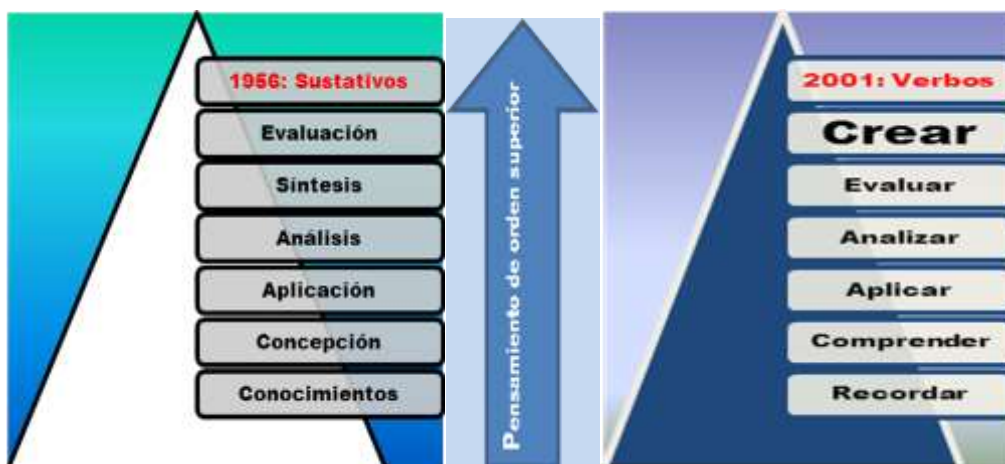 1956: Sustativos
Evaluación
Síntesis
Análisis
Aplicación
Concepción
Conocimientos
Pensamiento de orden superior
2001: Verbos
Crear
Evaluar
Analizar
Aplicar
Comprender
Recordar